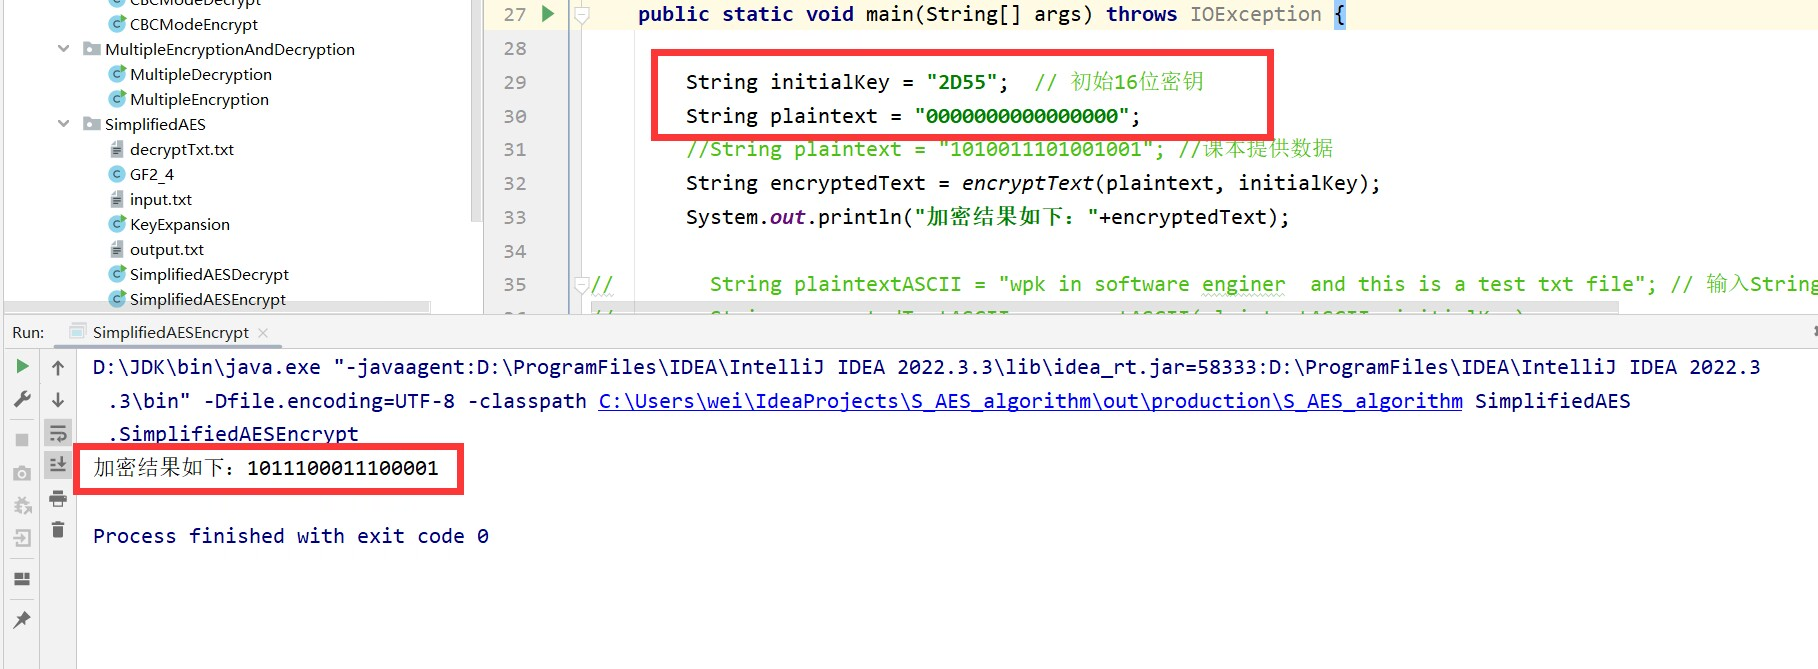 CBCModeDecrypt
CBCModeEncrypt
MultipleEncryptionAndDecryption
MultipleDecryption
MultipleEncryption
SimplifiedAES
decryptTxt.txt
GF2_4
input.txt
KeyExpansion
output.txt
SimplifiedAESDecrypt
SimplifiedAESEncrypt
27 public static void main(String[] args) throws IOException {
28
29 String initialKey = "2D55"; // 初始16位密钥
30 String plaintext = "0000000000000000";
31 //String plaintext = "1010011101001001"; //课本提供数据
32 String encryptedText = encryptText(plaintext, initialKey);
33 System.out.println("加密结果如下："+encryptedText);
34
35 // String plaintextASCII = "wpk in software enginer  and this is a test txt file"; // 输入String
Run: SimplifiedAESEncrypt
D:\JDK\bin\java.exe "-javaagent:D:\ProgramFiles\IDEA\IntelliJ IDEA 2022.3.3\lib\idea_rt.jar=58333:D:\ProgramFiles\IDEA\IntelliJ IDEA 2022.3
.3\bin" -Dfile.encoding=UTF-8 -classpath C:\Users\wei\IdeaProjects\S_AES_algorithm\out\production\S_AES_algorithm SimplifiedAES
.SimplifiedAESEncrypt
加密结果如下：1011100011100001
Process finished with exit code 0